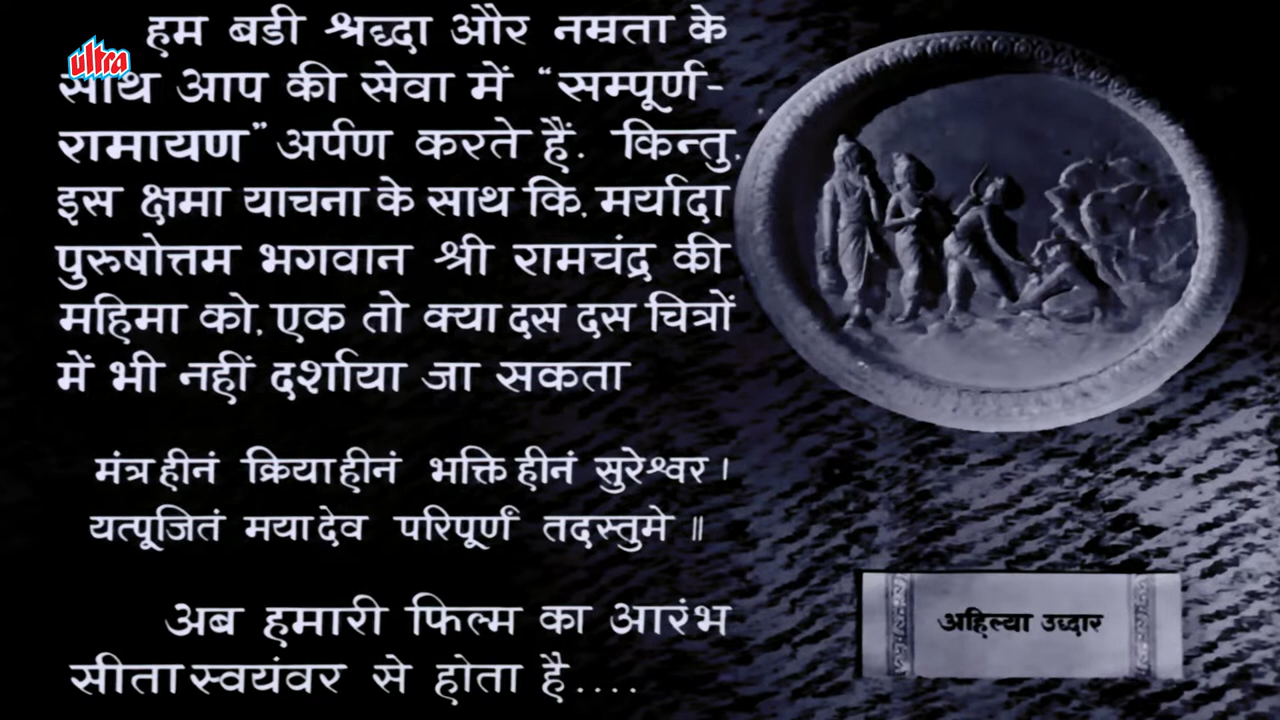 ultra
हम बडी श्रद्धा और नम्रता के
साथ आप की सेवा में “सम्पूर्ण-
रामायण” अर्पण करते हैं. किन्तु,
इस क्षमा याचना के साथ कि, मर्यादा
पुरुषोत्तम भगवान श्री रामचंद्र की
महिमा को, एक तो क्या दस दस चित्रों
में भी नहीं दर्शाया जा सकता
मंत्र हीनं क्रियाहीनं भक्ति हीनं सुरेश्वर।
यत्पूजितं मया देव परिपूर्णं तदस्तुमे ॥
अब हमारी फिल्म का आरंभ
सीता स्वयंवर से होता है....
अहिल्या उध्दार